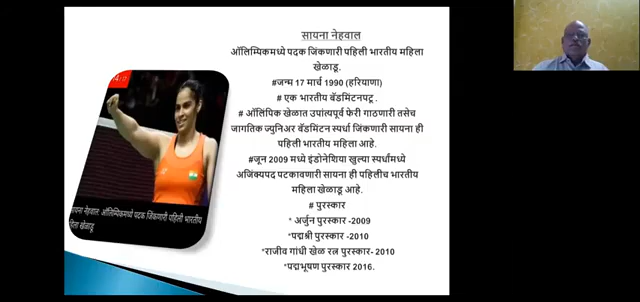 सायना नेहवाल
ऑलिम्पिकमध्ये पदक जिंकणारी पहिली भारतीय महिला
खेळाडू.
#जन्म 17 मार्च 1990 (हरियाणा)
# एक भारतीय बॅडमिंटनपटू .
# ऑलिंपिक खेळात उपांत्यपूर्व फेरी गाठणारी तसेच
जागतिक ज्युनिअर बॅडमिंटन स्पर्धा जिंकणारी सायना ही
पहिली भारतीय महिला आहे.
#जून 2009 मध्ये इंडोनेशिया खुल्या स्पर्धांमध्ये
अजिंक्यपद पटकावणारी सायना ही पहिलीच भारतीय
महिला खेळाडू आहे.
# पुरस्कार
* अर्जुन पुरस्कार -2009
*पद्मश्री पुरस्कार -2010
*राजीव गांधी खेळ रत्न पुरस्कार- 2010
*पद्मभूषण पुरस्कार 2016.
सायना नेहवाल: ऑलिम्पिकमध्ये पदक जिंकणारी पहिली भारतीय
महिला खेळाडू